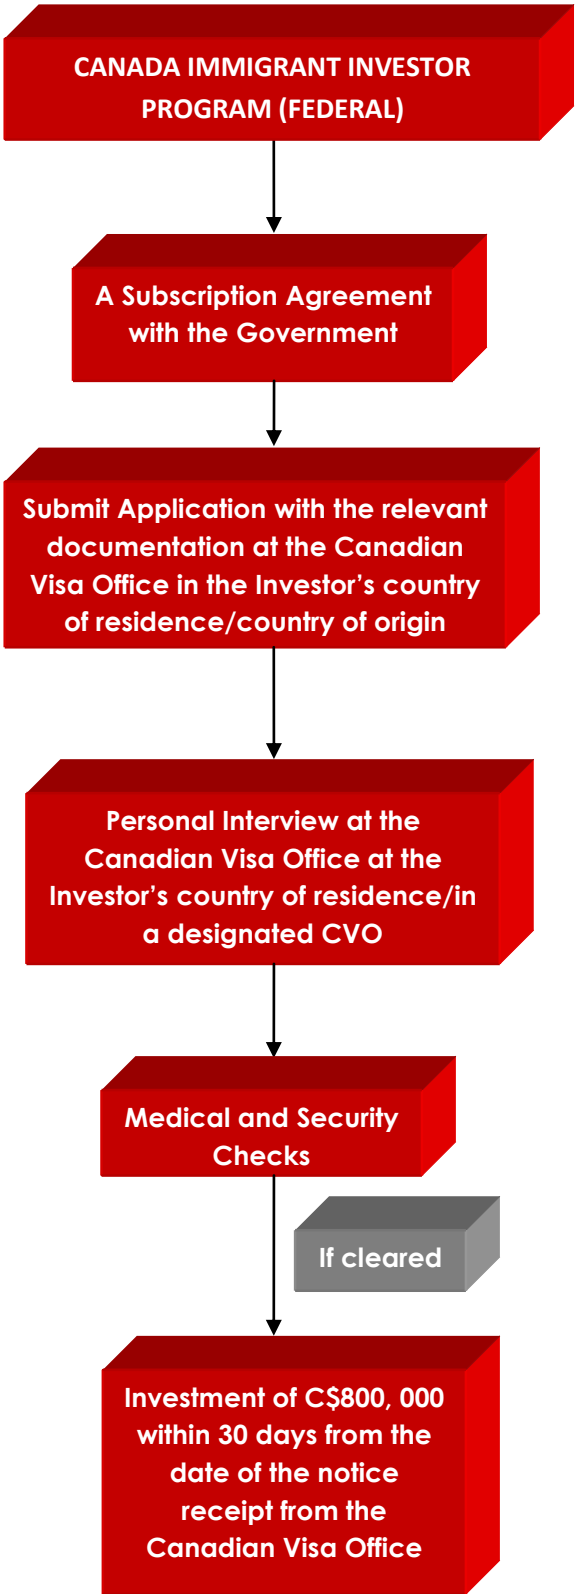 CANADA IMMIGRANT INVESTOR
PROGRAM (FEDERAL)
A Subscription Agreement
with the Government
Submit Application with the relevant
documentation at the Canadian
Visa Office in the Investor’s country
of residence/country of origin
Personal Interview at the
Canadian Visa Office at the
Investor’s country of residence/in
a designated CVO
Medical and Security
Checks
If cleared
Investment of C$800, 000
within 30 days from the
date of the notice
receipt from the
Canadian Visa Office